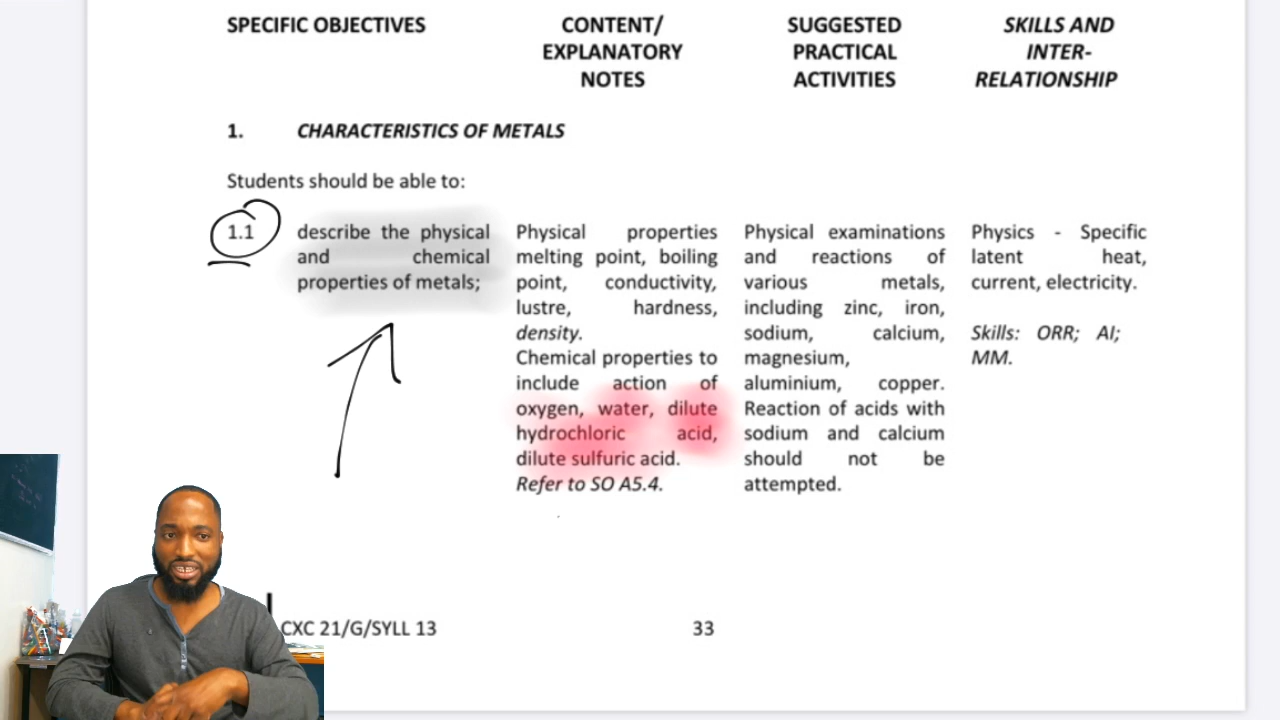 SPECIFIC OBJECTIVES
CONTENT/
EXPLANATORY
NOTES
SUGGESTED
PRACTICAL
ACTIVITIES
SKILLS AND
INTER-
RELATIONSHIP
1. CHARACTERISTICS OF METALS
Students should be able to:
1.1 describe the physical
and chemical
properties of metals;
Physical properties
melting point, boiling
point, conductivity,
lustre, hardness,
density.
Chemical properties to
include action of
oxygen, water, dilute
hydrochloric acid,
dilute sulfuric acid.
Refer to SO A5.4.
Physical examinations
and reactions of
various metals,
including zinc, iron,
sodium, calcium,
magnesium,
aluminium, copper.
Reaction of acids with
sodium and calcium
should not be
attempted.
Physics - Specific
latent heat,
current, electricity.
Skills: ORR; AI;
MM.
CXC 21/G/SYLL 13
33